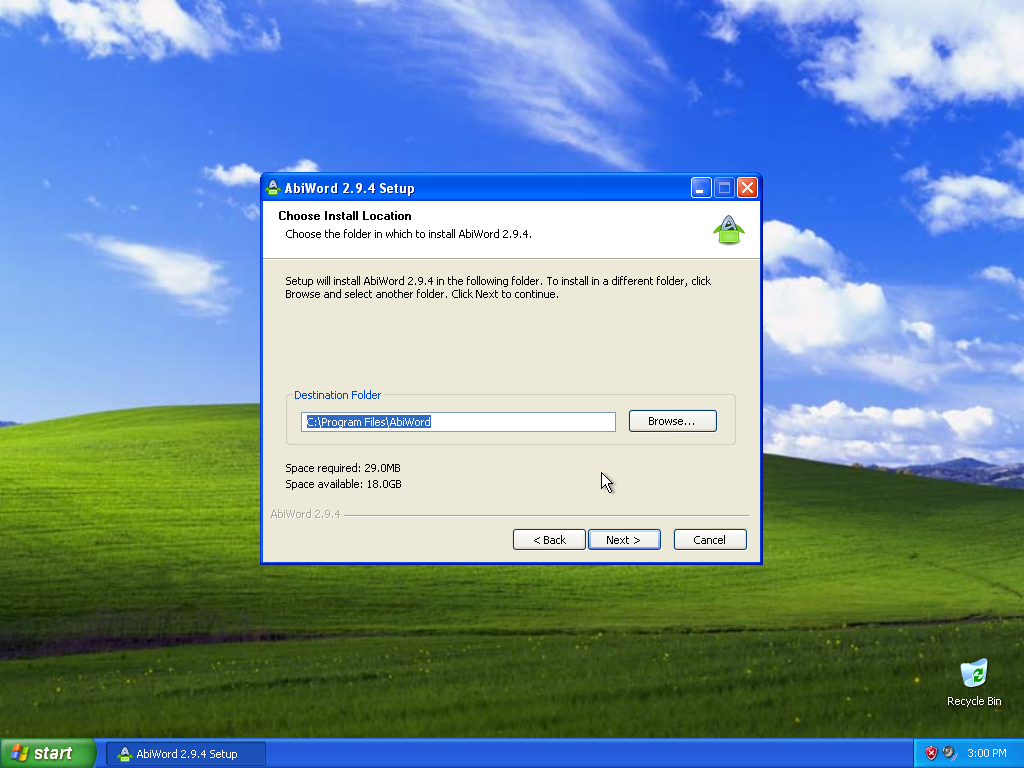 AbiWord 2.9.4 Setup
Choose Install Location
Choose the folder in which to install AbiWord 2.9.4.
Setup will install AbiWord 2.9.4 in the following folder. To install in a different folder, click
Browse and select another folder. Click Next to continue.
Destination Folder
C:\Program Files\AbiWord
Browse...
Space required: 29.0MB
Space available: 18.0GB
AbiWord 2.9.4
< Back
Next >
Cancel
Recycle Bin
start
AbiWord 2.9.4 Setup
3:00 PM